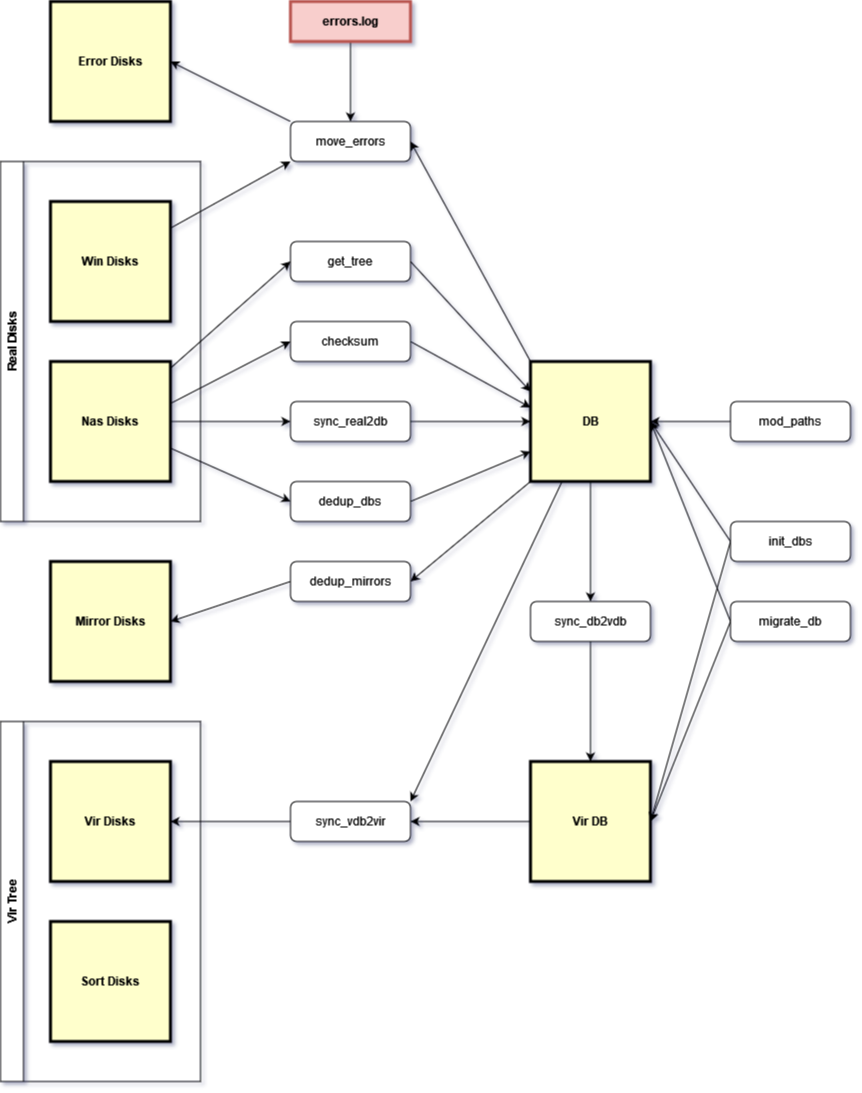 errors.log
Error Disks
move_errors
Real Disks
Win Disks
get_tree
checksum
Nas Disks
sync_real2db
DB
mod_paths
dedup_dbs
init_dbs
dedup_mirrors
Mirror Disks
sync_db2vdb
migrate_db
Vir Tree
Vir Disks
sync_vdb2vir
Vir DB
Sort Disks